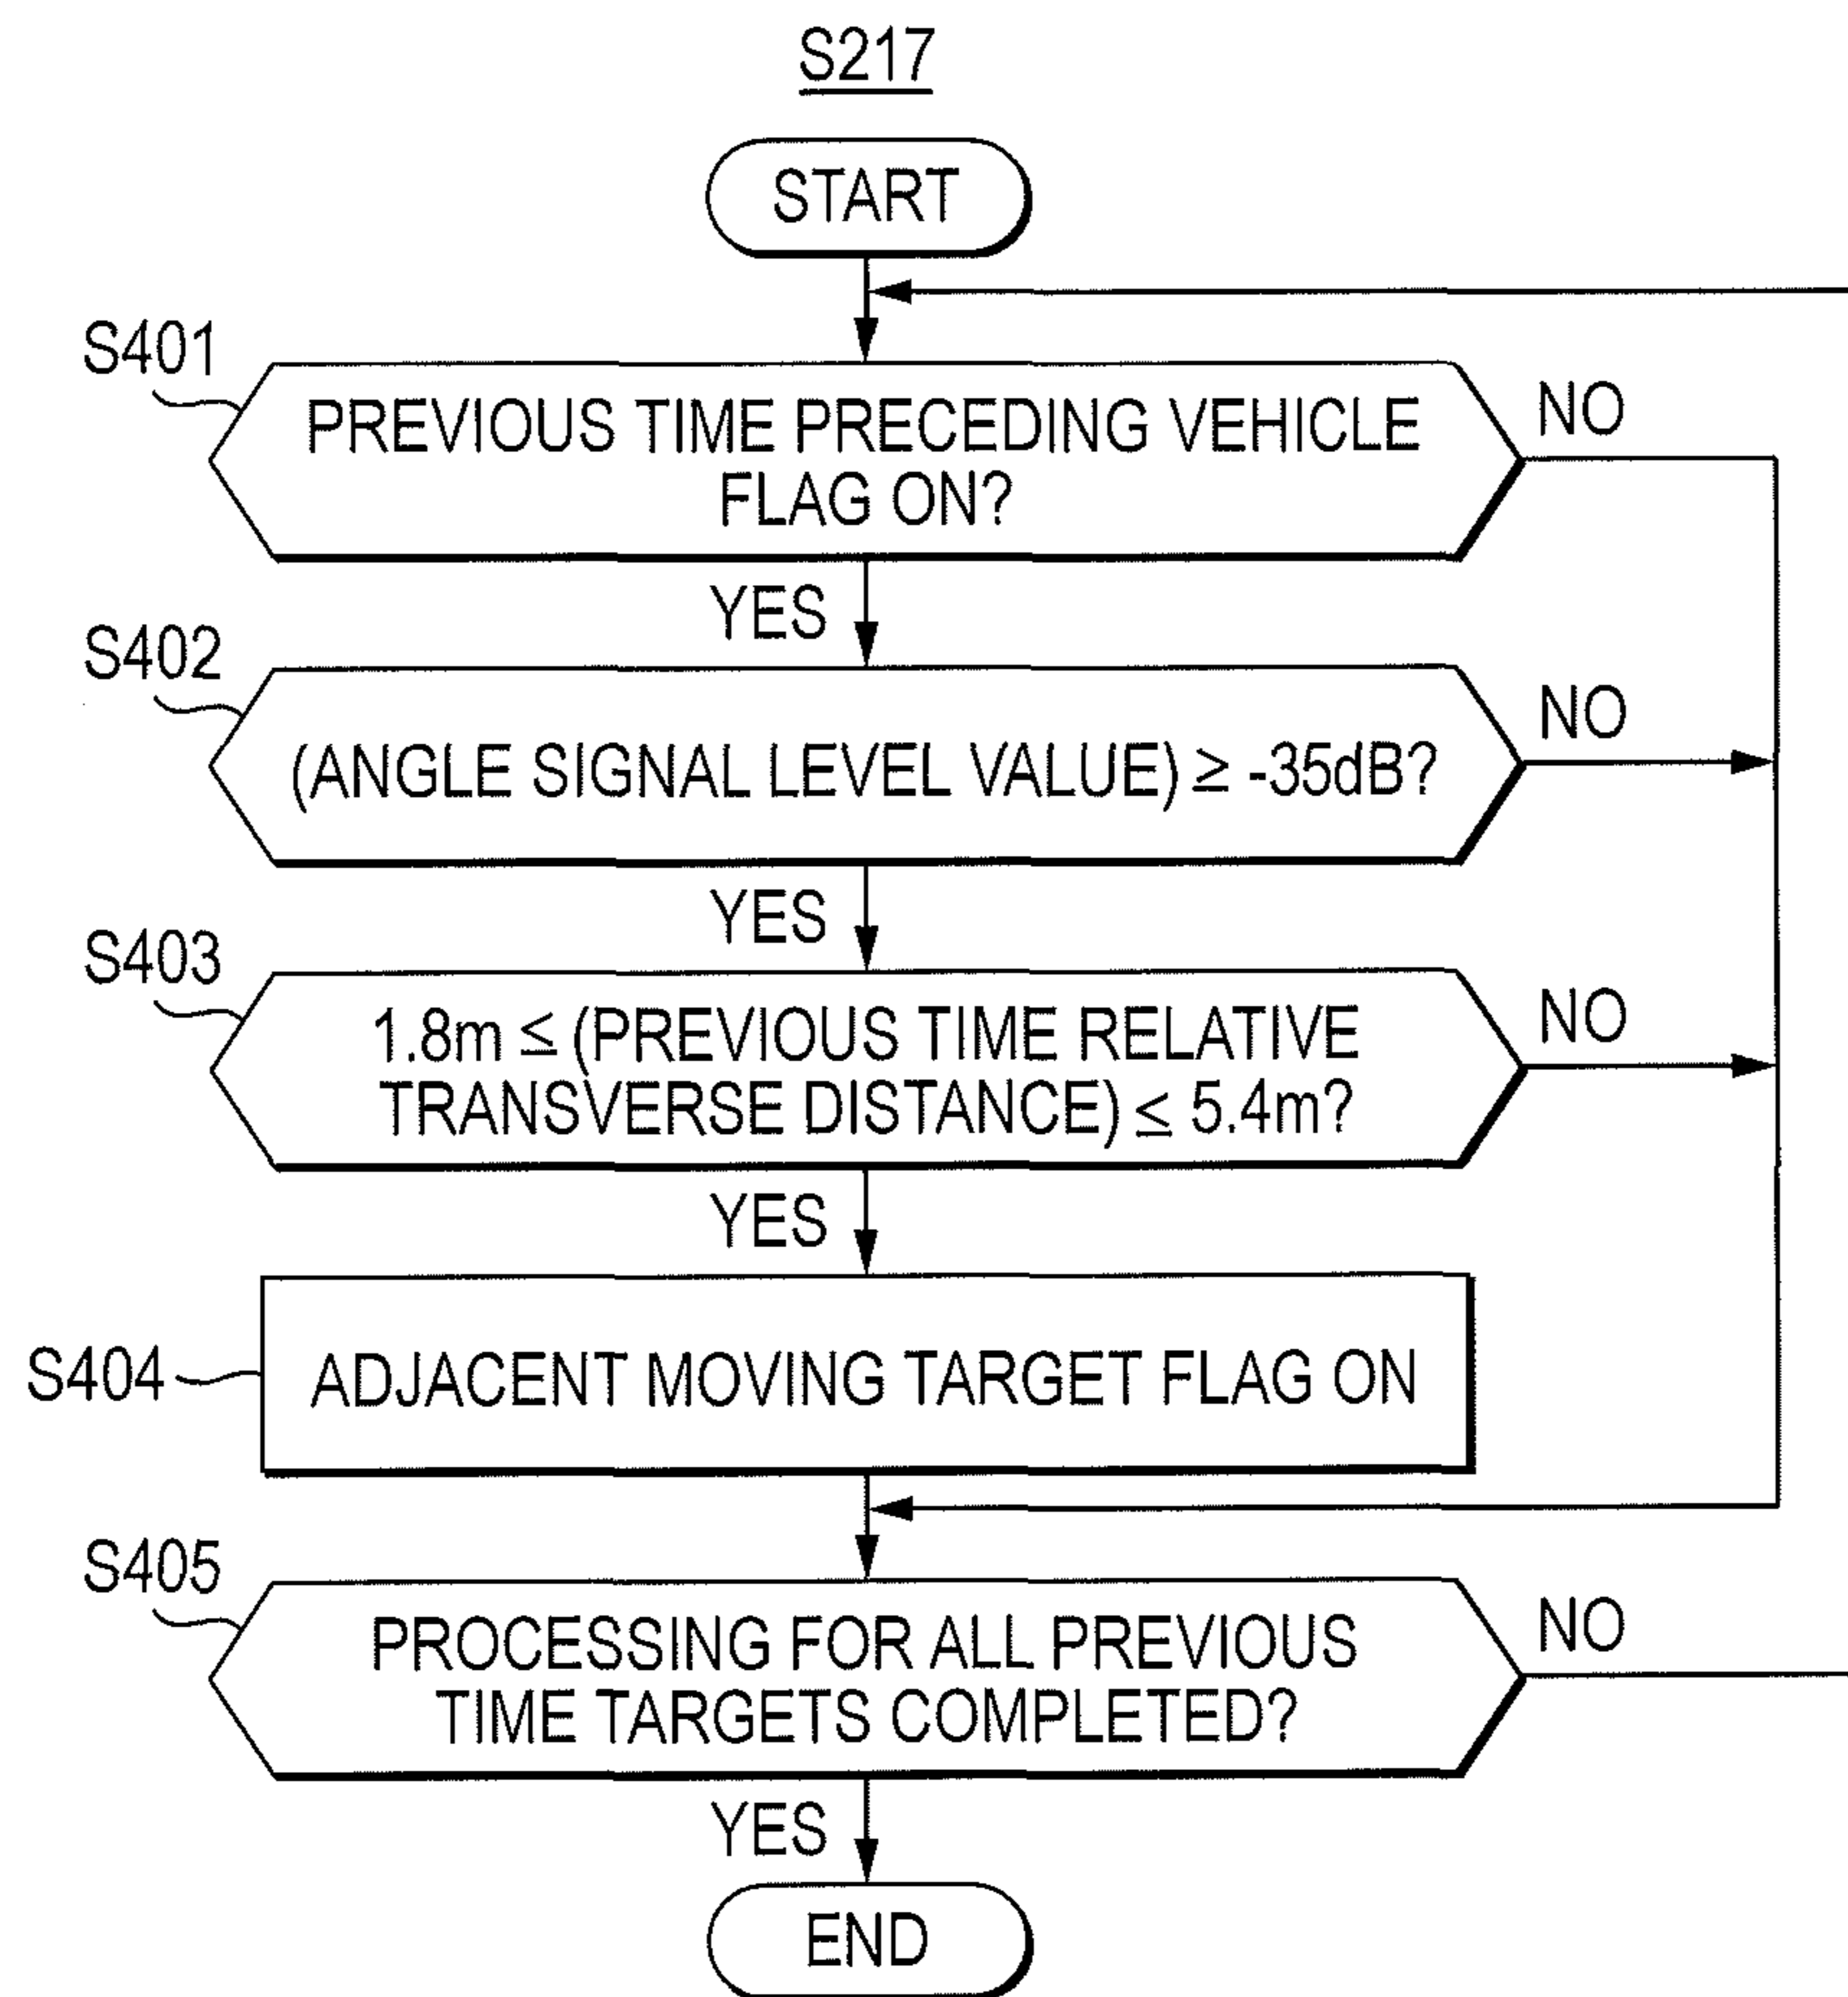 S217
START
S401
PREVIOUS TIME PRECEDING VEHICLE
FLAG ON?
NO
YES
S402
(ANGLE SIGNAL LEVEL VALUE) ≥ -35dB?
NO
YES
S403
1.8m ≤ (PREVIOUS TIME RELATIVE
TRANSVERSE DISTANCE) ≤ 5.4m?
NO
YES
S404
ADJACENT MOVING TARGET FLAG ON
S405
PROCESSING FOR ALL PREVIOUS
TIME TARGETS COMPLETED?
NO
YES
END